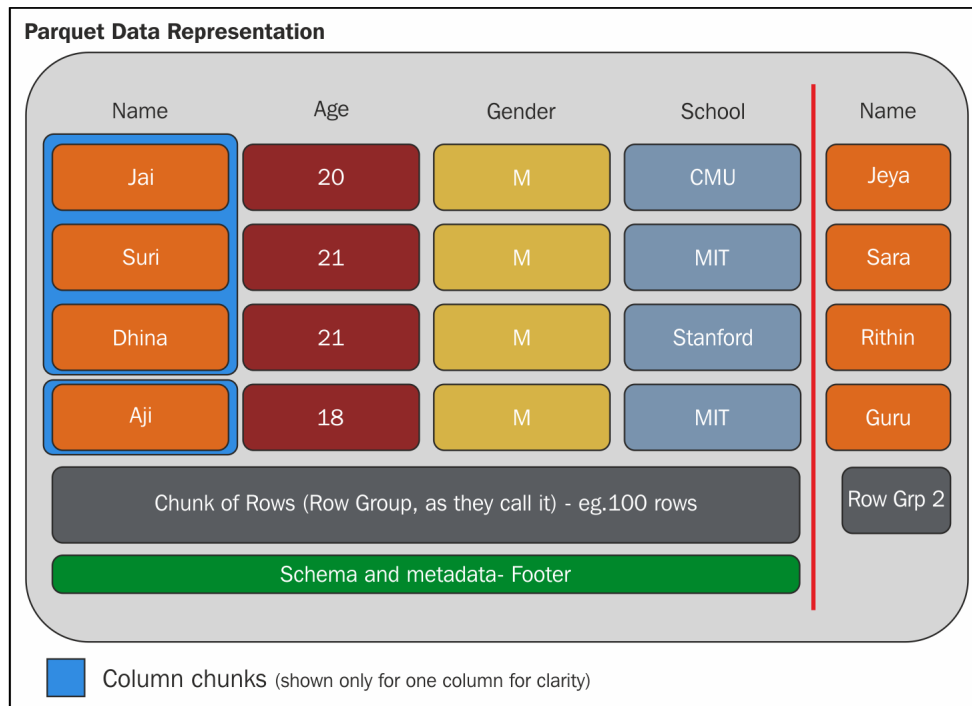 Parquet Data Representation
Name Age Gender School Name
Jai 20 M CMU Jeya
Suri 21 M MIT Sara
Dhina 21 M Stanford Rithin
Aji 18 M MIT Guru
Chunk of Rows (Row Group, as they call it) - eg.100 rows Row Grp 2
Schema and metadata- Footer
Column chunks (shown only for one column for clarity)